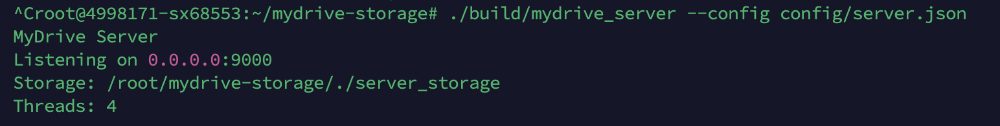 ^Croot@4998171-sx68553:~/mydrive-storage# ./build/mydrive_server --config config/server.json
MyDrive Server
Listening on 0.0.0.0:9000
Storage: /root/mydrive-storage/./server_storage
Threads: 4